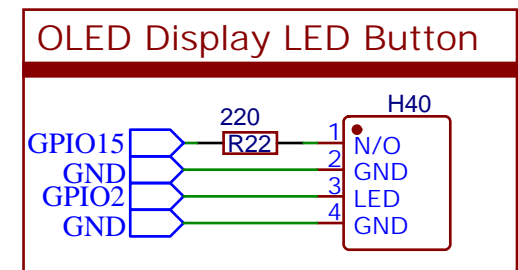 OLED Display LED Button
220
H40
GPIO15
R22
1
N/O
GND
2
GND
GPIO2
3
LED
GND
4
GND